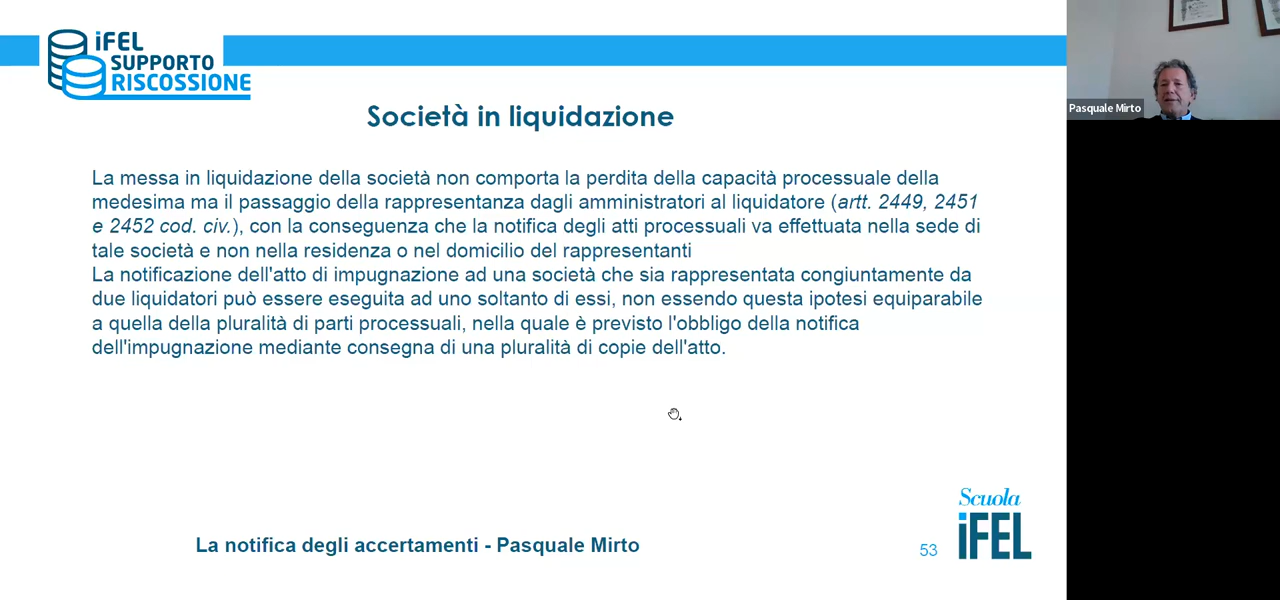 iFEL
SUPPORTO
RISCOSSIONE
Pasquale Mirto
Società in liquidazione
La messa in liquidazione della società non comporta la perdita della capacità processuale della
medesima ma il passaggio della rappresentanza dagli amministratori al liquidatore (artt. 2449, 2451
e 2452 cod. civ.), con la conseguenza che la notifica degli atti processuali va effettuata nella sede di
tale società e non nella residenza o nel domicilio del rappresentanti
La notificazione dell'atto di impugnazione ad una società che sia rappresentata congiuntamente da
due liquidatori può essere eseguita ad uno soltanto di essi, non essendo questa ipotesi equiparabile
a quella della pluralità di parti processuali, nella quale è previsto l'obbligo della notifica
dell'impugnazione mediante consegna di una pluralità di copie dell'atto.
Scuola
iFEL
La notifica degli accertamenti - Pasquale Mirto
53